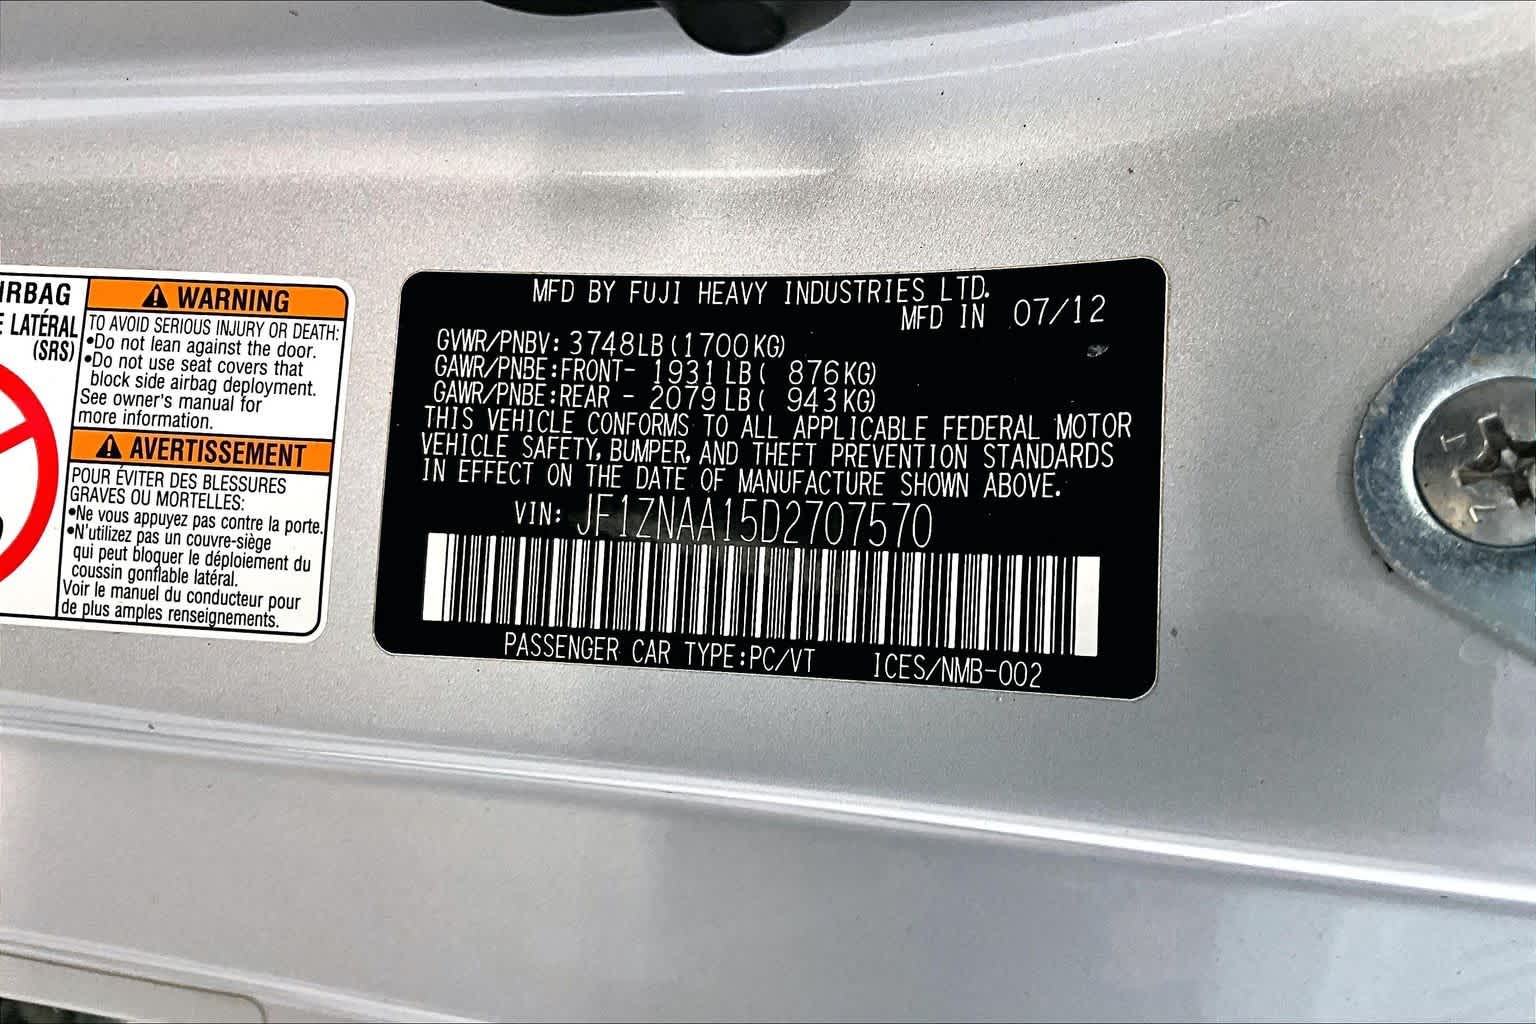 IRBAG
E LATÉRAL
(SRS)
WARNING
TO AVOID SERIOUS INJURY OR DEATH:
•Do not lean against the door.
•Do not use seat covers that
block side airbag deployment.
See owner's manual for
more information.
AVERTISSEMENT
POUR ÉVITER DES BLESSURES
GRAVES OU MORTELLES:
•Ne vous appuyez pas contre la porte.
•N'utilizez pas un couvre-siège
qui peut bloquer le déploiement du
coussin gonflable latéral.
Voir le manuel du conducteur pour
de plus amples renseignements.
MFD BY FUJI HEAVY INDUSTRIES LTD.
MFD IN 07/12
GVWR/PNBV: 3748LB(1700KG)
GAWR/PNBE:FRONT- 1931LB( 876KG)
GAWR/PNBE:REAR - 2079LB( 943KG)
THIS VEHICLE CONFORMS TO ALL APPLICABLE FEDERAL MOTOR
VEHICLE SAFETY, BUMPER, AND THEFT PREVENTION STANDARDS
IN EFFECT ON THE DATE OF MANUFACTURE SHOWN ABOVE.
VIN: JF1ZNAA15D2707570
PASSENGER CAR TYPE:PC/VT ICES/NMB-002